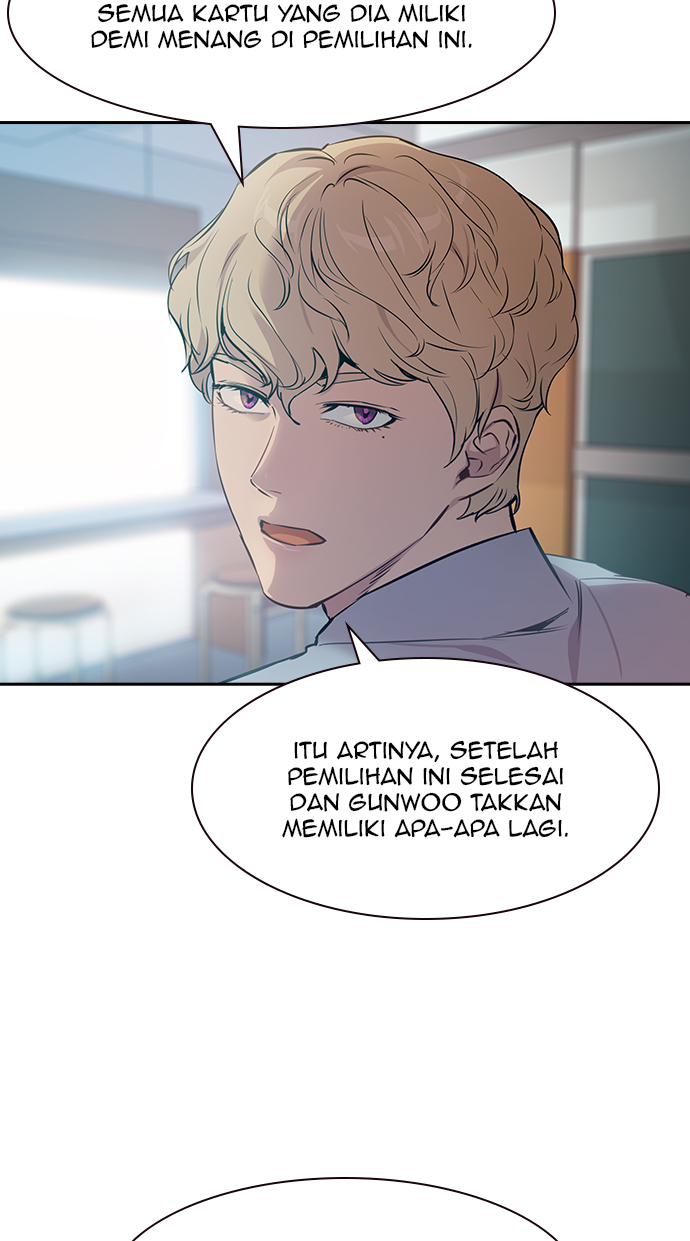 SEMUA KARTU YANG DIA MILIKI
DEMI MENANG DI PEMILIHAN INI.
ITU ARTINYA, SETELAH
PEMILIHAN INI SELESAI
DAN GUNWOO TAKKAN
MEMILIKI APA-APA LAGI.